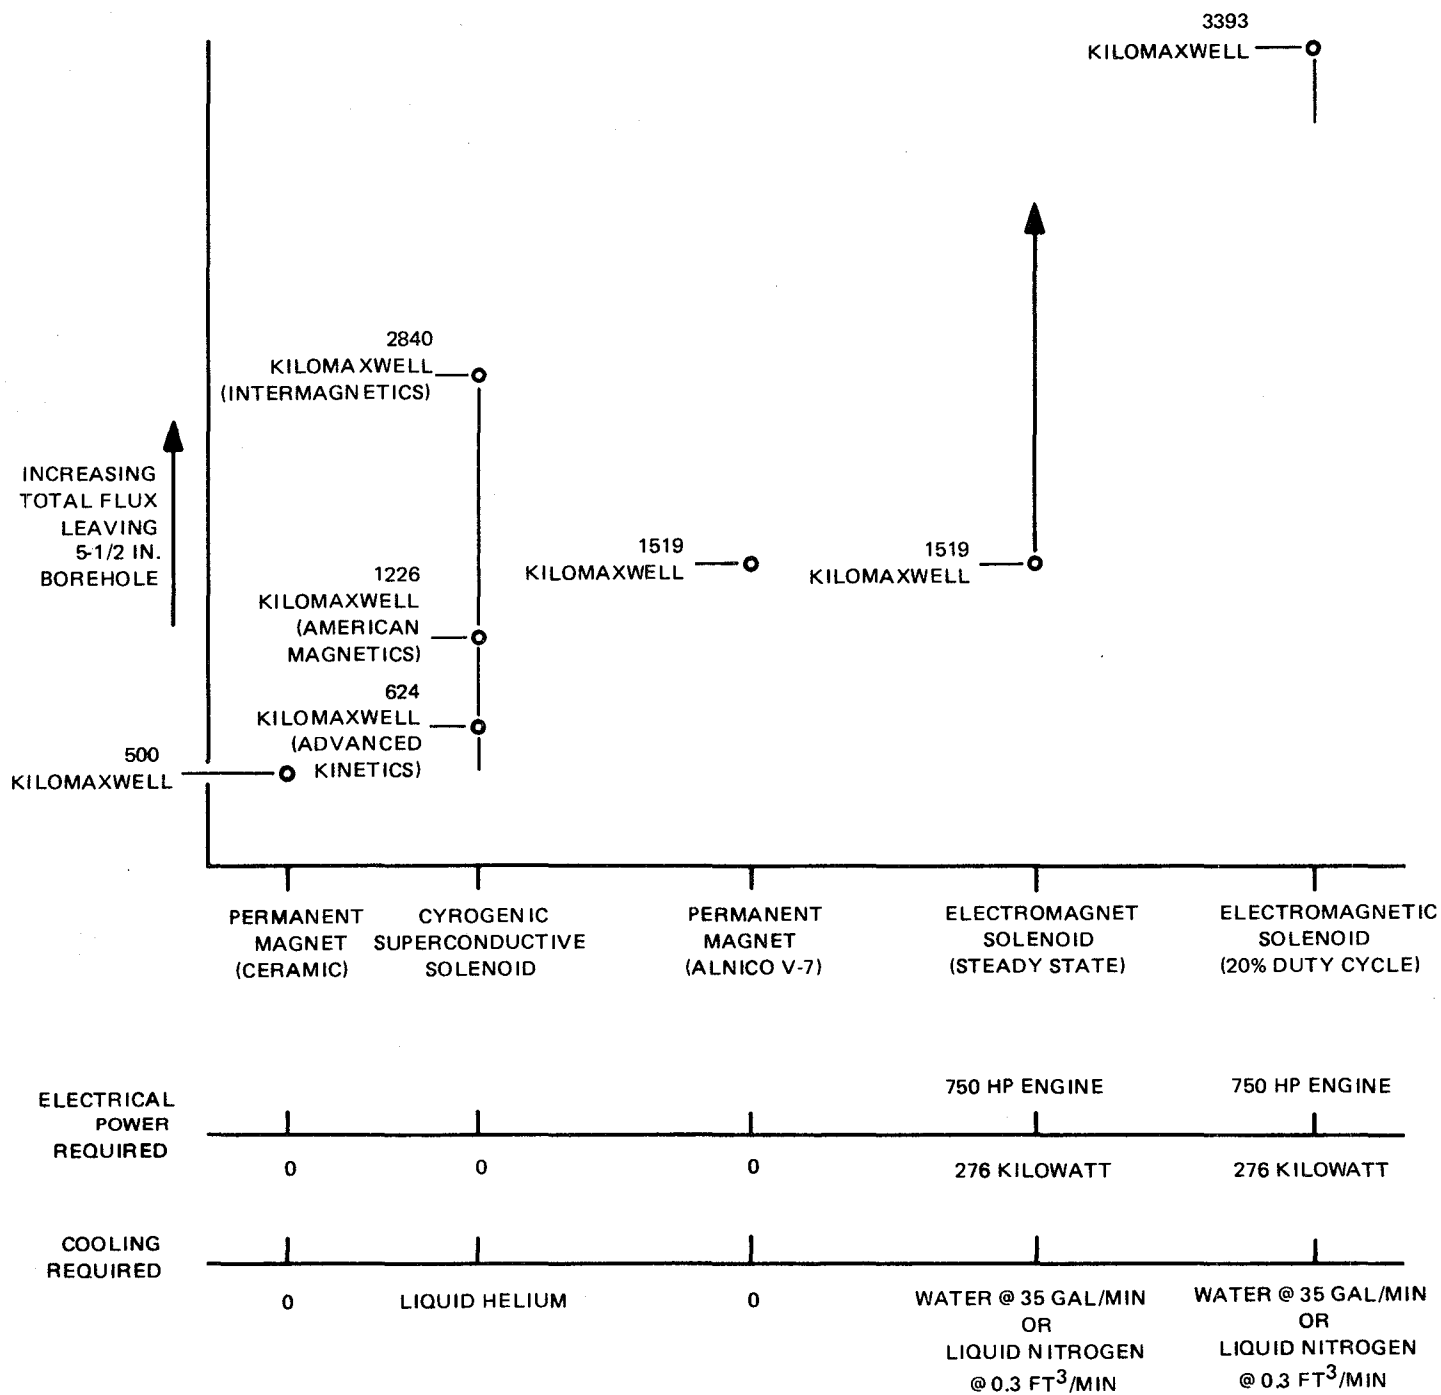 3393
KILOMAXWELL
2840
KILOMAXWELL
(INTERMAGNETICS)
INCREASING
TOTAL FLUX
LEAVING
5-1/2 IN.
BOREHOLE
1519
KILOMAXWELL
1519
KILOMAXWELL
1226
KILOMAXWELL
(AMERICAN
MAGNETICS)
624
KILOMAXWELL
(ADVANCED
KINETICS)
500
KILOMAXWELL
PERMANENT
MAGNET
(CERAMIC)
CYROGENIC
SUPERCONDUCTIVE
SOLENOID
PERMANENT
MAGNET
(ALNICO V-7)
ELECTROMAGNET
SOLENOID
(STEADY STATE)
ELECTROMAGNETIC
SOLENOID
(20% DUTY CYCLE)
ELECTRICAL
POWER
REQUIRED
750 HP ENGINE
750 HP ENGINE
0
0
0
276 KILOWATT
276 KILOWATT
COOLING
REQUIRED
0
LIQUID HELIUM
0
WATER @ 35 GAL/MIN
OR
LIQUID NITROGEN
@ 0.3 FT³/MIN
WATER @ 35 GAL/MIN
OR
LIQUID NITROGEN
@ 0.3 FT³/MIN